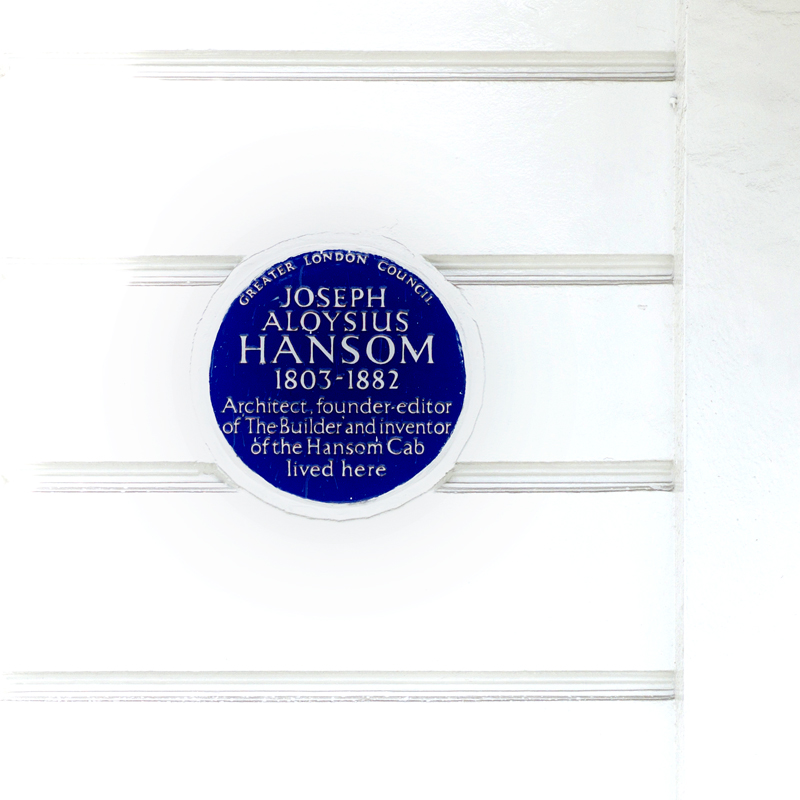 GREATER LONDON COUNCIL
JOSEPH
ALOYSIUS
HANSOM
1803-1882
Architect, founder-editor
of The Builder and inventor
of the Hansom Cab
lived here